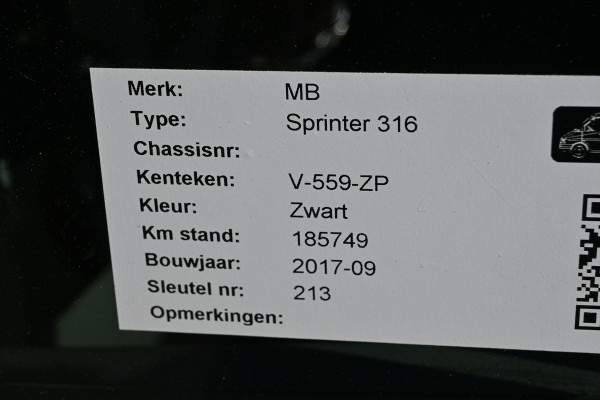 Merk: MB
Type: Sprinter 316
Chassisnr:
Kenteken: V-559-ZP
Kleur: Zwart
Km stand: 185749
Bouwjaar: 2017-09
Sleutel nr: 213
Opmerkingen: